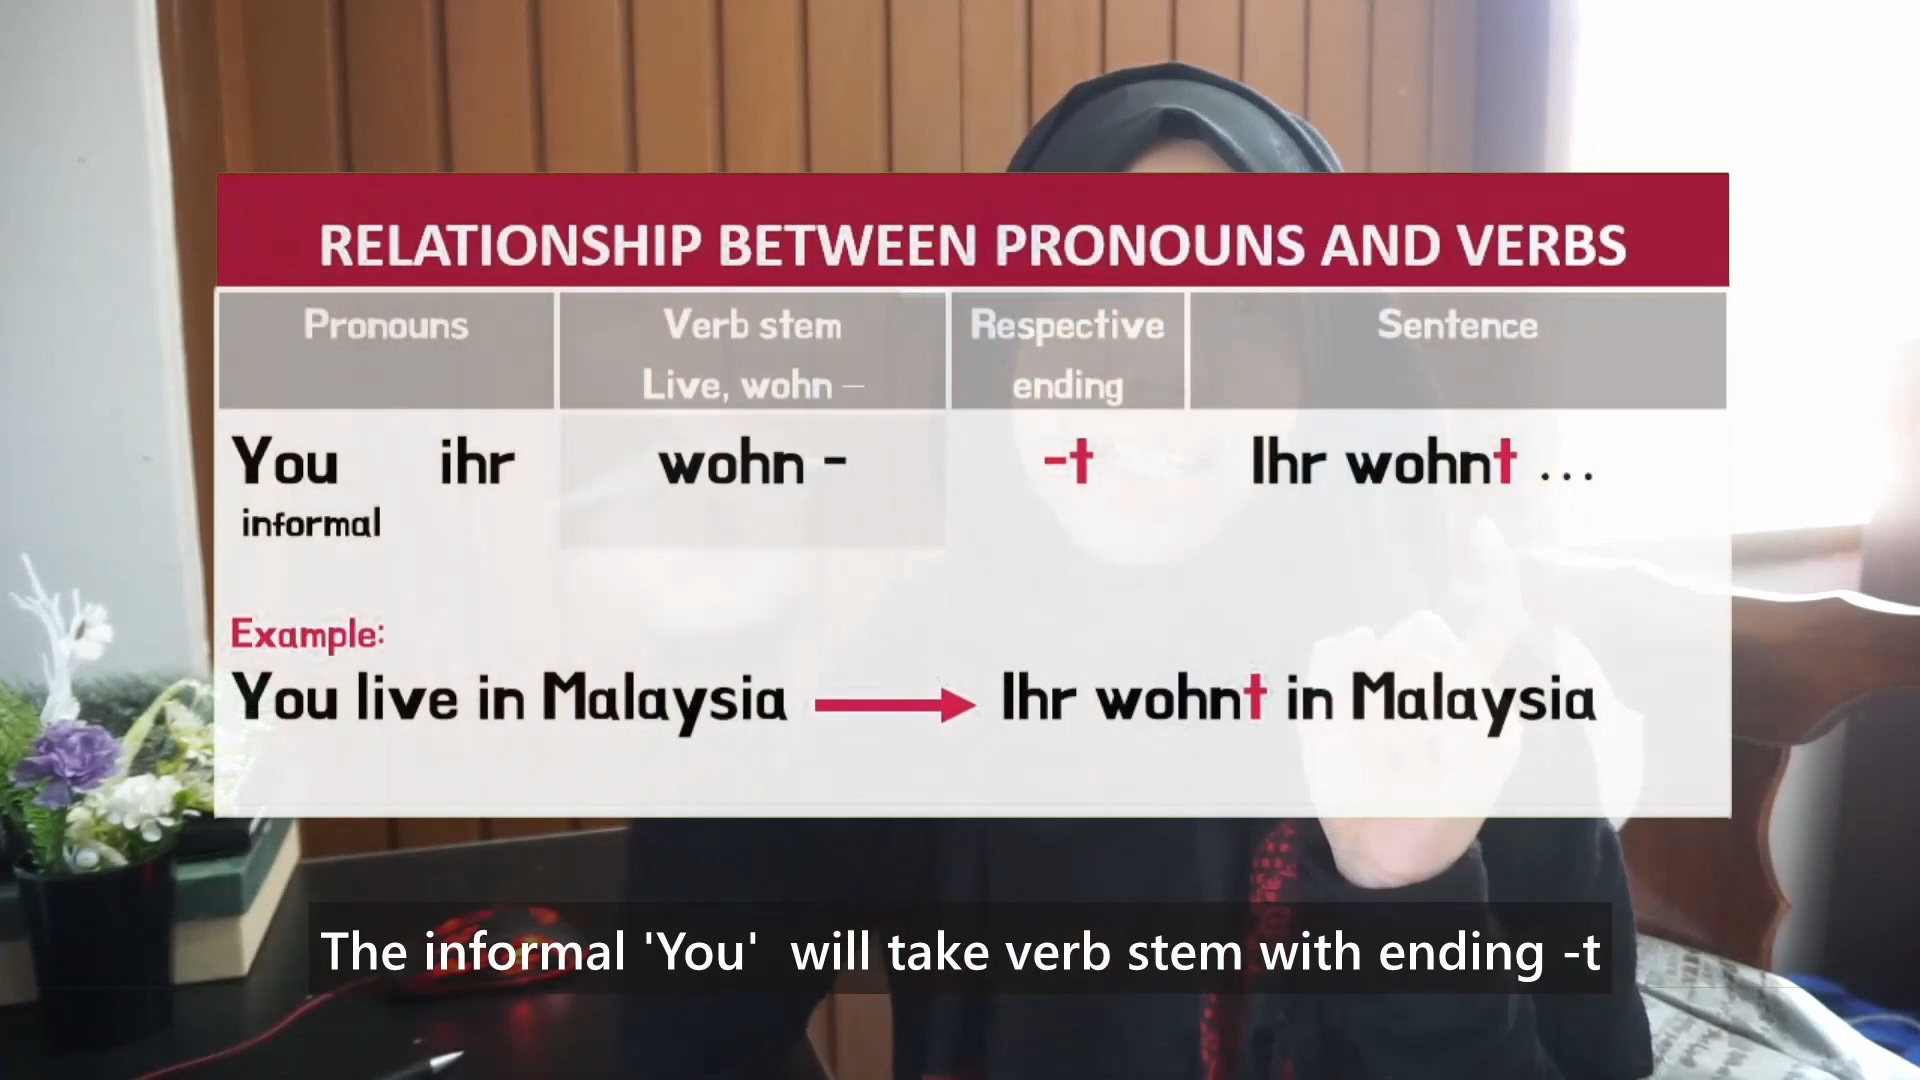 RELATIONSHIP BETWEEN PRONOUNS AND VERBS
Pronouns
Verb stem
Live, wohn –
Respective
ending
Sentence
You ihr wohn - -t Ihr wohnt ...
informal
Example:
You live in Malaysia Ihr wohnt in Malaysia
The informal 'You' will take verb stem with ending -t